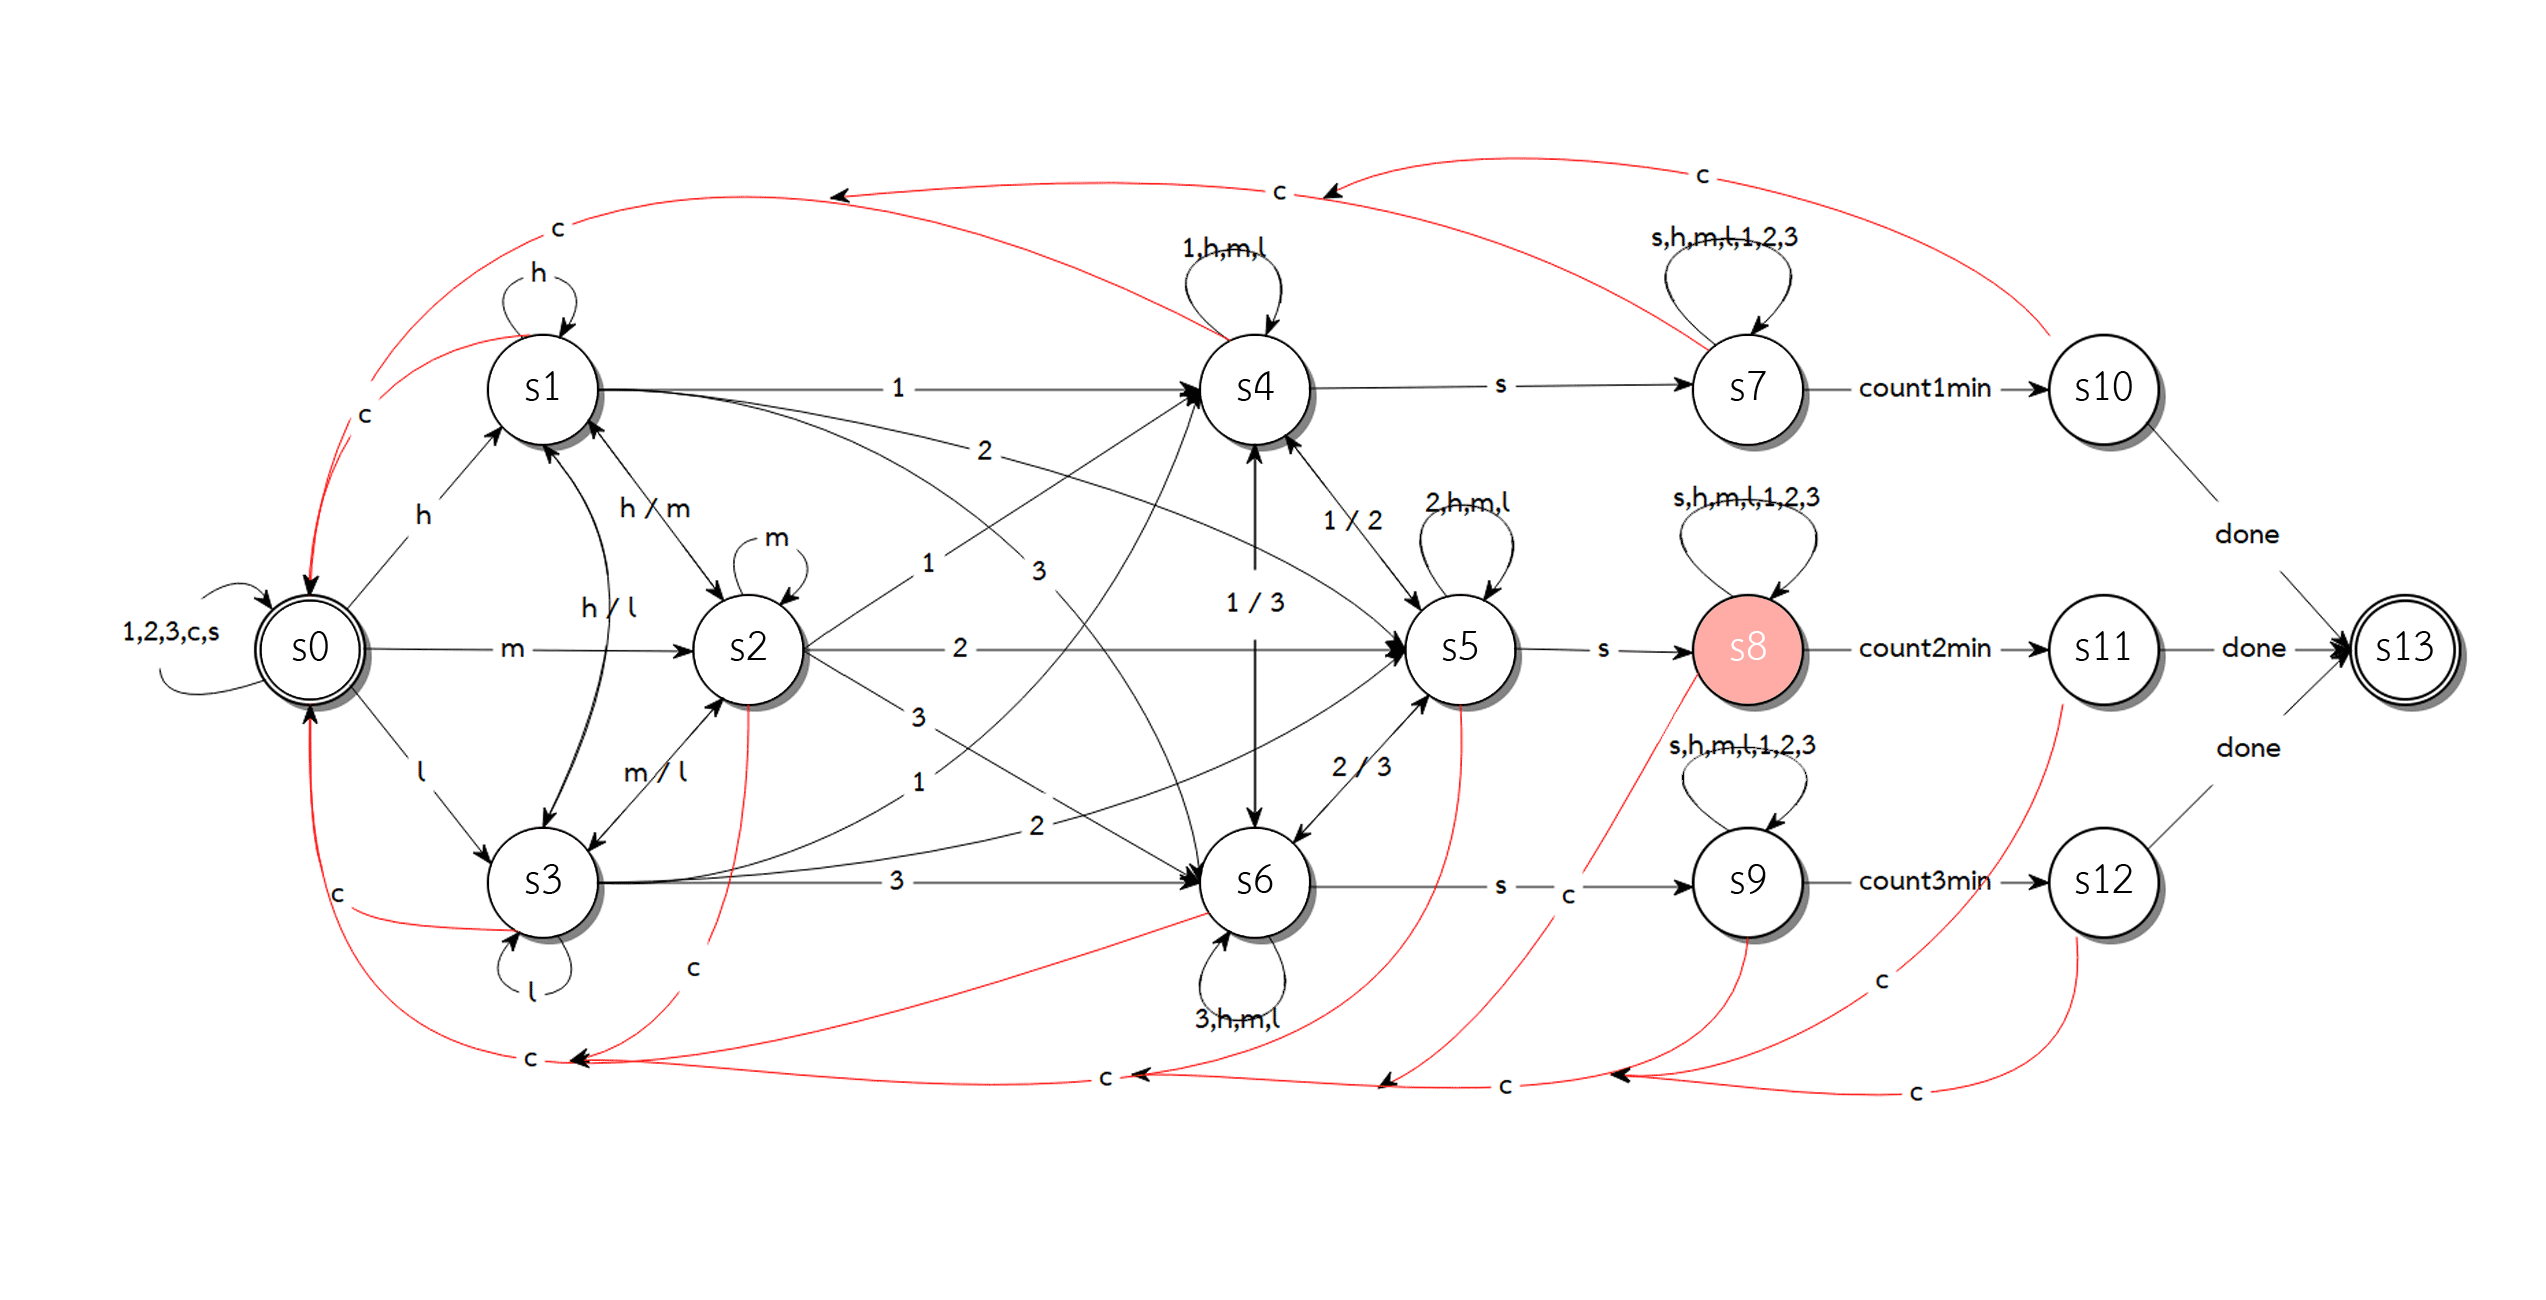 c
c
c
s,h,m,l,1,2,3
1,h,m,l
h
s1
1
s4
s
s7
count1min
s10
c
2
h
h / m
1 / 2
2,h,m,l
s,h,m,l,1,2,3
done
m
1
3
h / l
1 / 3
1,2,3,c,s
s0
m
s2
2
s5
s
s8
count2min
s11
done
s13
3
l
m / l
1
2 / 3
s,h,m,l,1,2,3
done
2
s3
3
s6
s
c
s9
count3min
s12
c
c
l
3,h,m,l
c
c
c
c
c